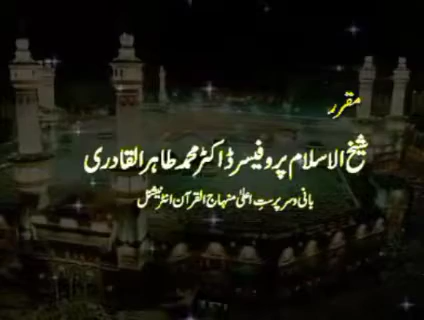 مقرر
شیخ الاسلام پروفیسر ڈاکٹر محمد طاہر القادری
بانی و سرپرستِ اعلیٰ منہاج القرآن انٹرنیشنل